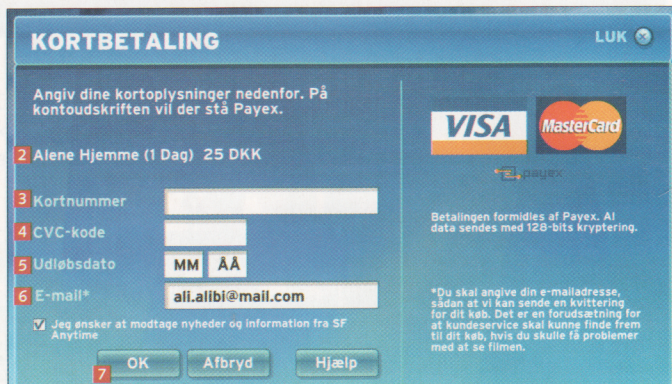 KORTBETALING
LUK
Angiv dine kortoplysninger nedenfor. På
kontoudskriften vil der stå Payex.
2 Alene Hjemme (1 Dag) 25 DKK
3 Kortnummer
4 CVC-kode
5 Udløbsdato MM ÅÅ
6 E-mail* ali.alibi@mail.com
Jeg ønsker at modtage nyheder og information fra SF
Anytime
7 OK Afbryd Hjælp
VISA MasterCard
payex
Betalingen formidles af Payex. Al
data sendes med 128-bits kryptering.
*Du skal angive din e-mailadresse,
sådan at vi kan sende en kvittering
for dit køb. Det er en forudsætning for
at kundeservice skal kunne finde frem
til dit køb, hvis du skulle få problemer
med at se filmen.